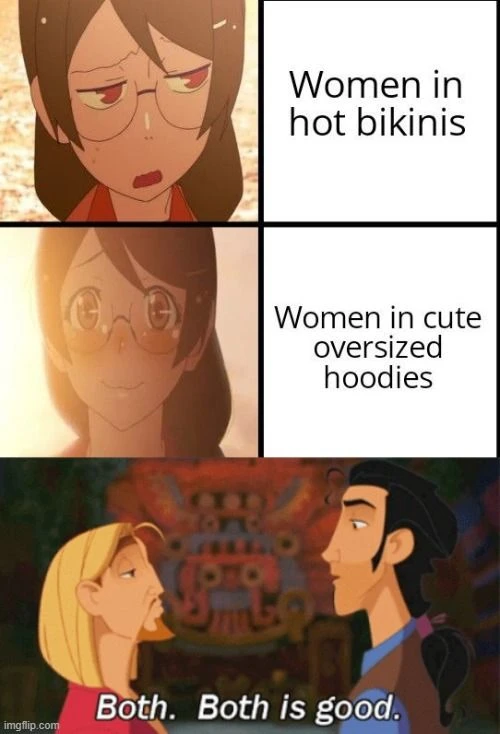 Women in
hot bikinis
Women in cute
oversized
hoodies
Both.  Both is good.
imgflip.com